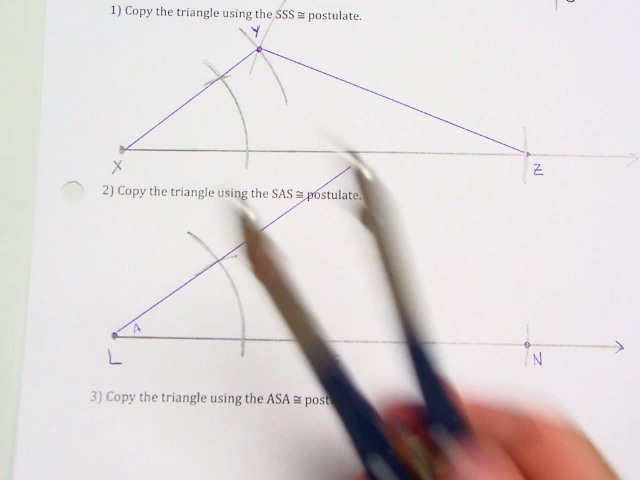 1) Copy the triangle using the SSS ≅ postulate.
Y
X
Z
2) Copy the triangle using the SAS ≅ postulate.
A
L
N
3) Copy the triangle using the ASA ≅